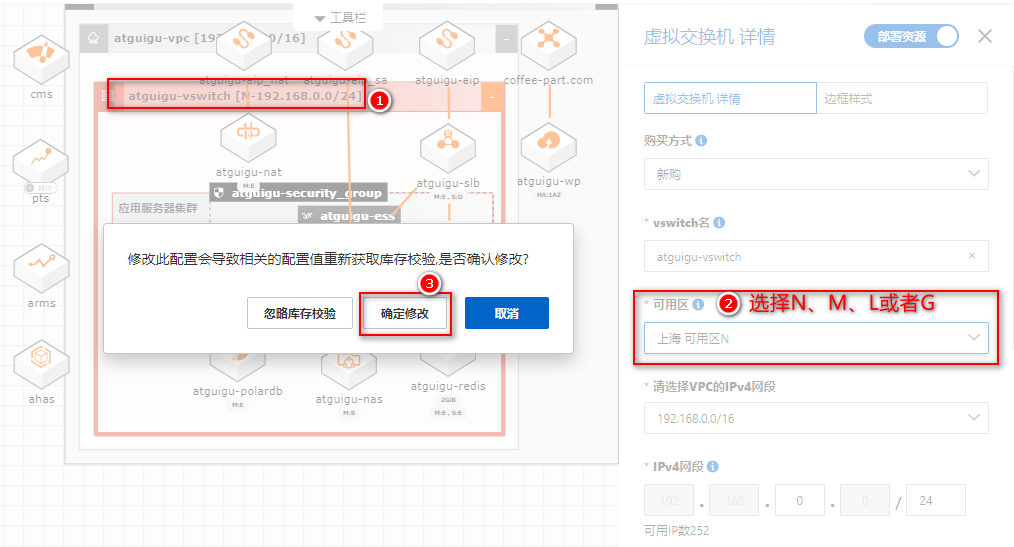 工具栏
atguigu-vpc [192.168.0.0/16]
cms
pts
atguigu-eip_nat
atguigu-eip_sa
atguigu-eip
coffee-part.com
atguigu-vswitch [N-192.168.0.0/24]
1
atguigu-nat
M:E
atguigu-slb
M:E , S:D
atguigu-wp
HA:1AZ
atguigu-security_group
应用服务器集群
atguigu-ess
修改此配置会导致相关的配置值重新获取库存校验,是否确认修改?
3
忽略库存校验
确定修改
取消
arms
ahas
atguigu-polardb
M:E
atguigu-nas
M:B
atguigu-redis
2GiB
M:E , S:E
虚拟交换机 详情
部署资源
虚拟交换机 详情
边框样式
购买方式
新购
* vswitch名
atguigu-vswitch
* 可用区
2 选择N、M、L或者G
上海 可用区N
* 请选择VPC的IPv4网段
192.168.0.0/16
* IPv4网段
192 . 168 . 0 . 0 / 24
可用IP数252